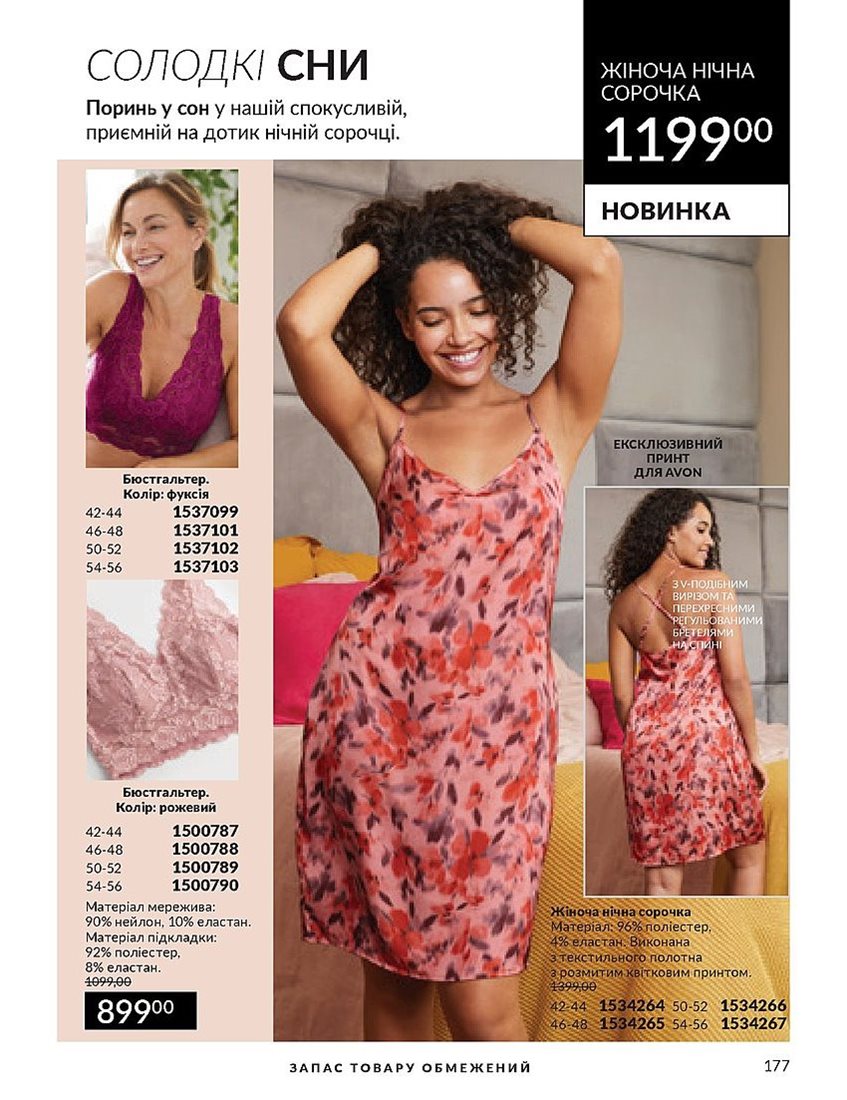 СОЛОДКІ СНИ
Поринь у сон у нашій спокусливій,
приємній на дотик нічній сорочці.
ЖІНОЧА НІЧНА
СОРОЧКА
1199⁰⁰
НОВИНКА
Бюстгальтер.
Колір: фуксія
42-44 1537099
46-48 1537101
50-52 1537102
54-56 1537103
Бюстгальтер.
Колір: рожевий
42-44 1500787
46-48 1500788
50-52 1500789
54-56 1500790
Матеріал мережива:
90% нейлон, 10% еластан.
Матеріал підкладки:
92% поліестер,
8% еластан.
1099,00
899⁰⁰
ЕКСКЛЮЗИВНИЙ
ПРИНТ
ДЛЯ AVON
З V-ПОДІБНИМ
ВИРІЗОМ ТА
ПЕРЕХРЕСНИМИ
РЕГУЛЬОВАНИМИ
БРЕТЕЛЯМИ
НА СПИНІ
Жіноча нічна сорочка
Матеріал: 96% поліестер,
4% еластан. Виконана
з текстильного полотна
з розмитим квітковим принтом.
1399,00
42-44 1534264 50-52 1534266
46-48 1534265 54-56 1534267
ЗАПАС ТОВАРУ ОБМЕЖЕНИЙ
177